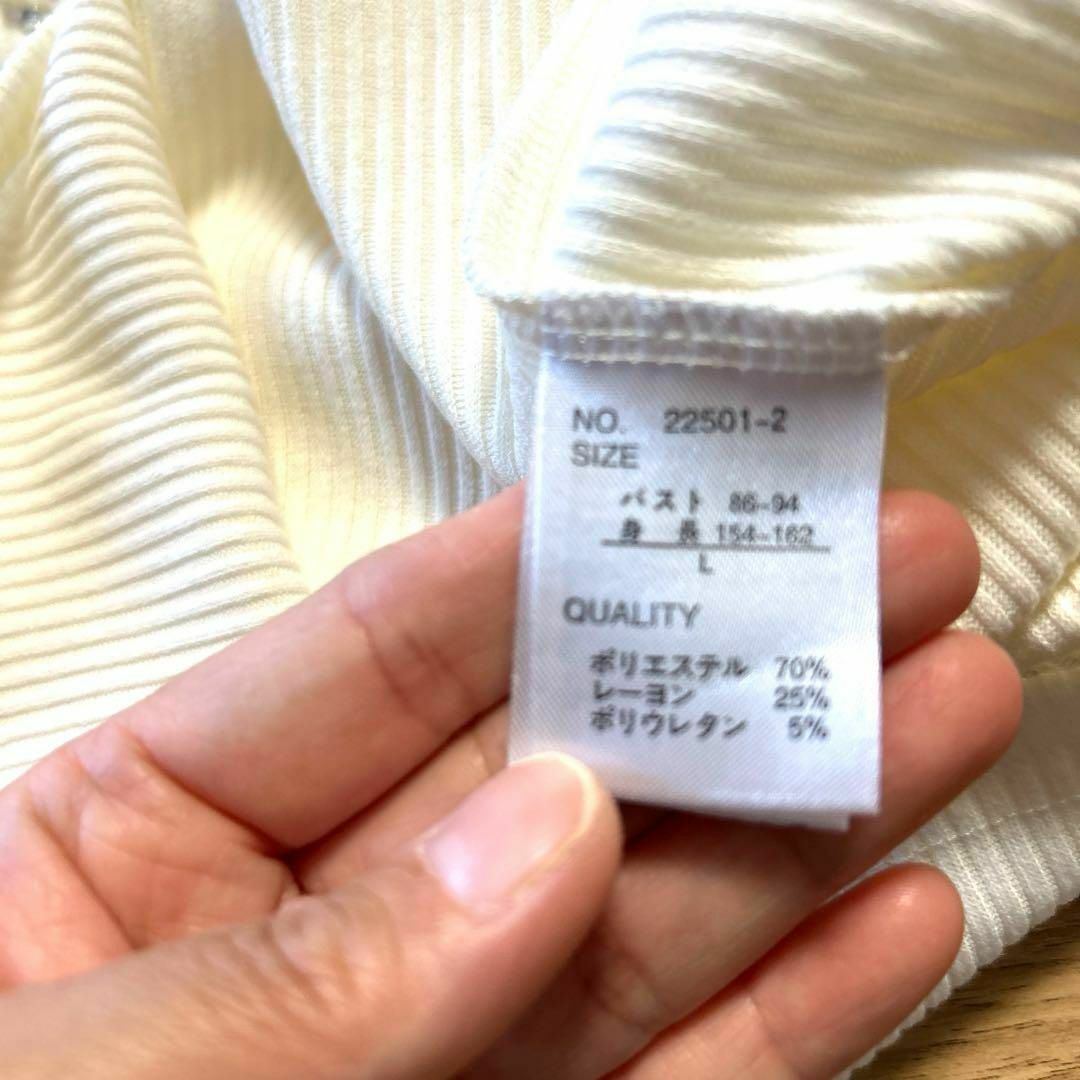 NO. 22501-2
SIZE
バスト 86-94
身 長 154-162
L
QUALITY
ポリエステル 70%
レーヨン 25%
ポリウレタン 5%